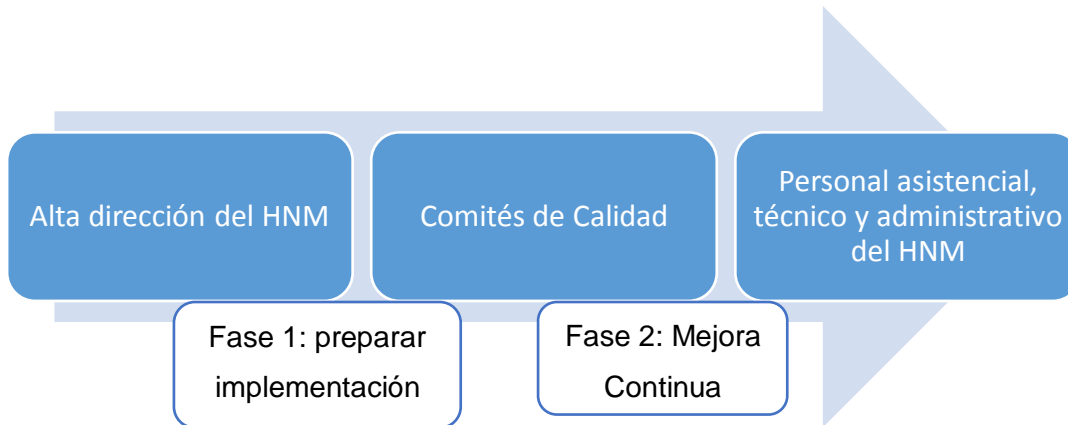 Alta dirección del HNM
Comités de Calidad
Personal asistencial,
técnico y administrativo
del HNM
Fase 1: preparar
implementación
Fase 2: Mejora
Continua